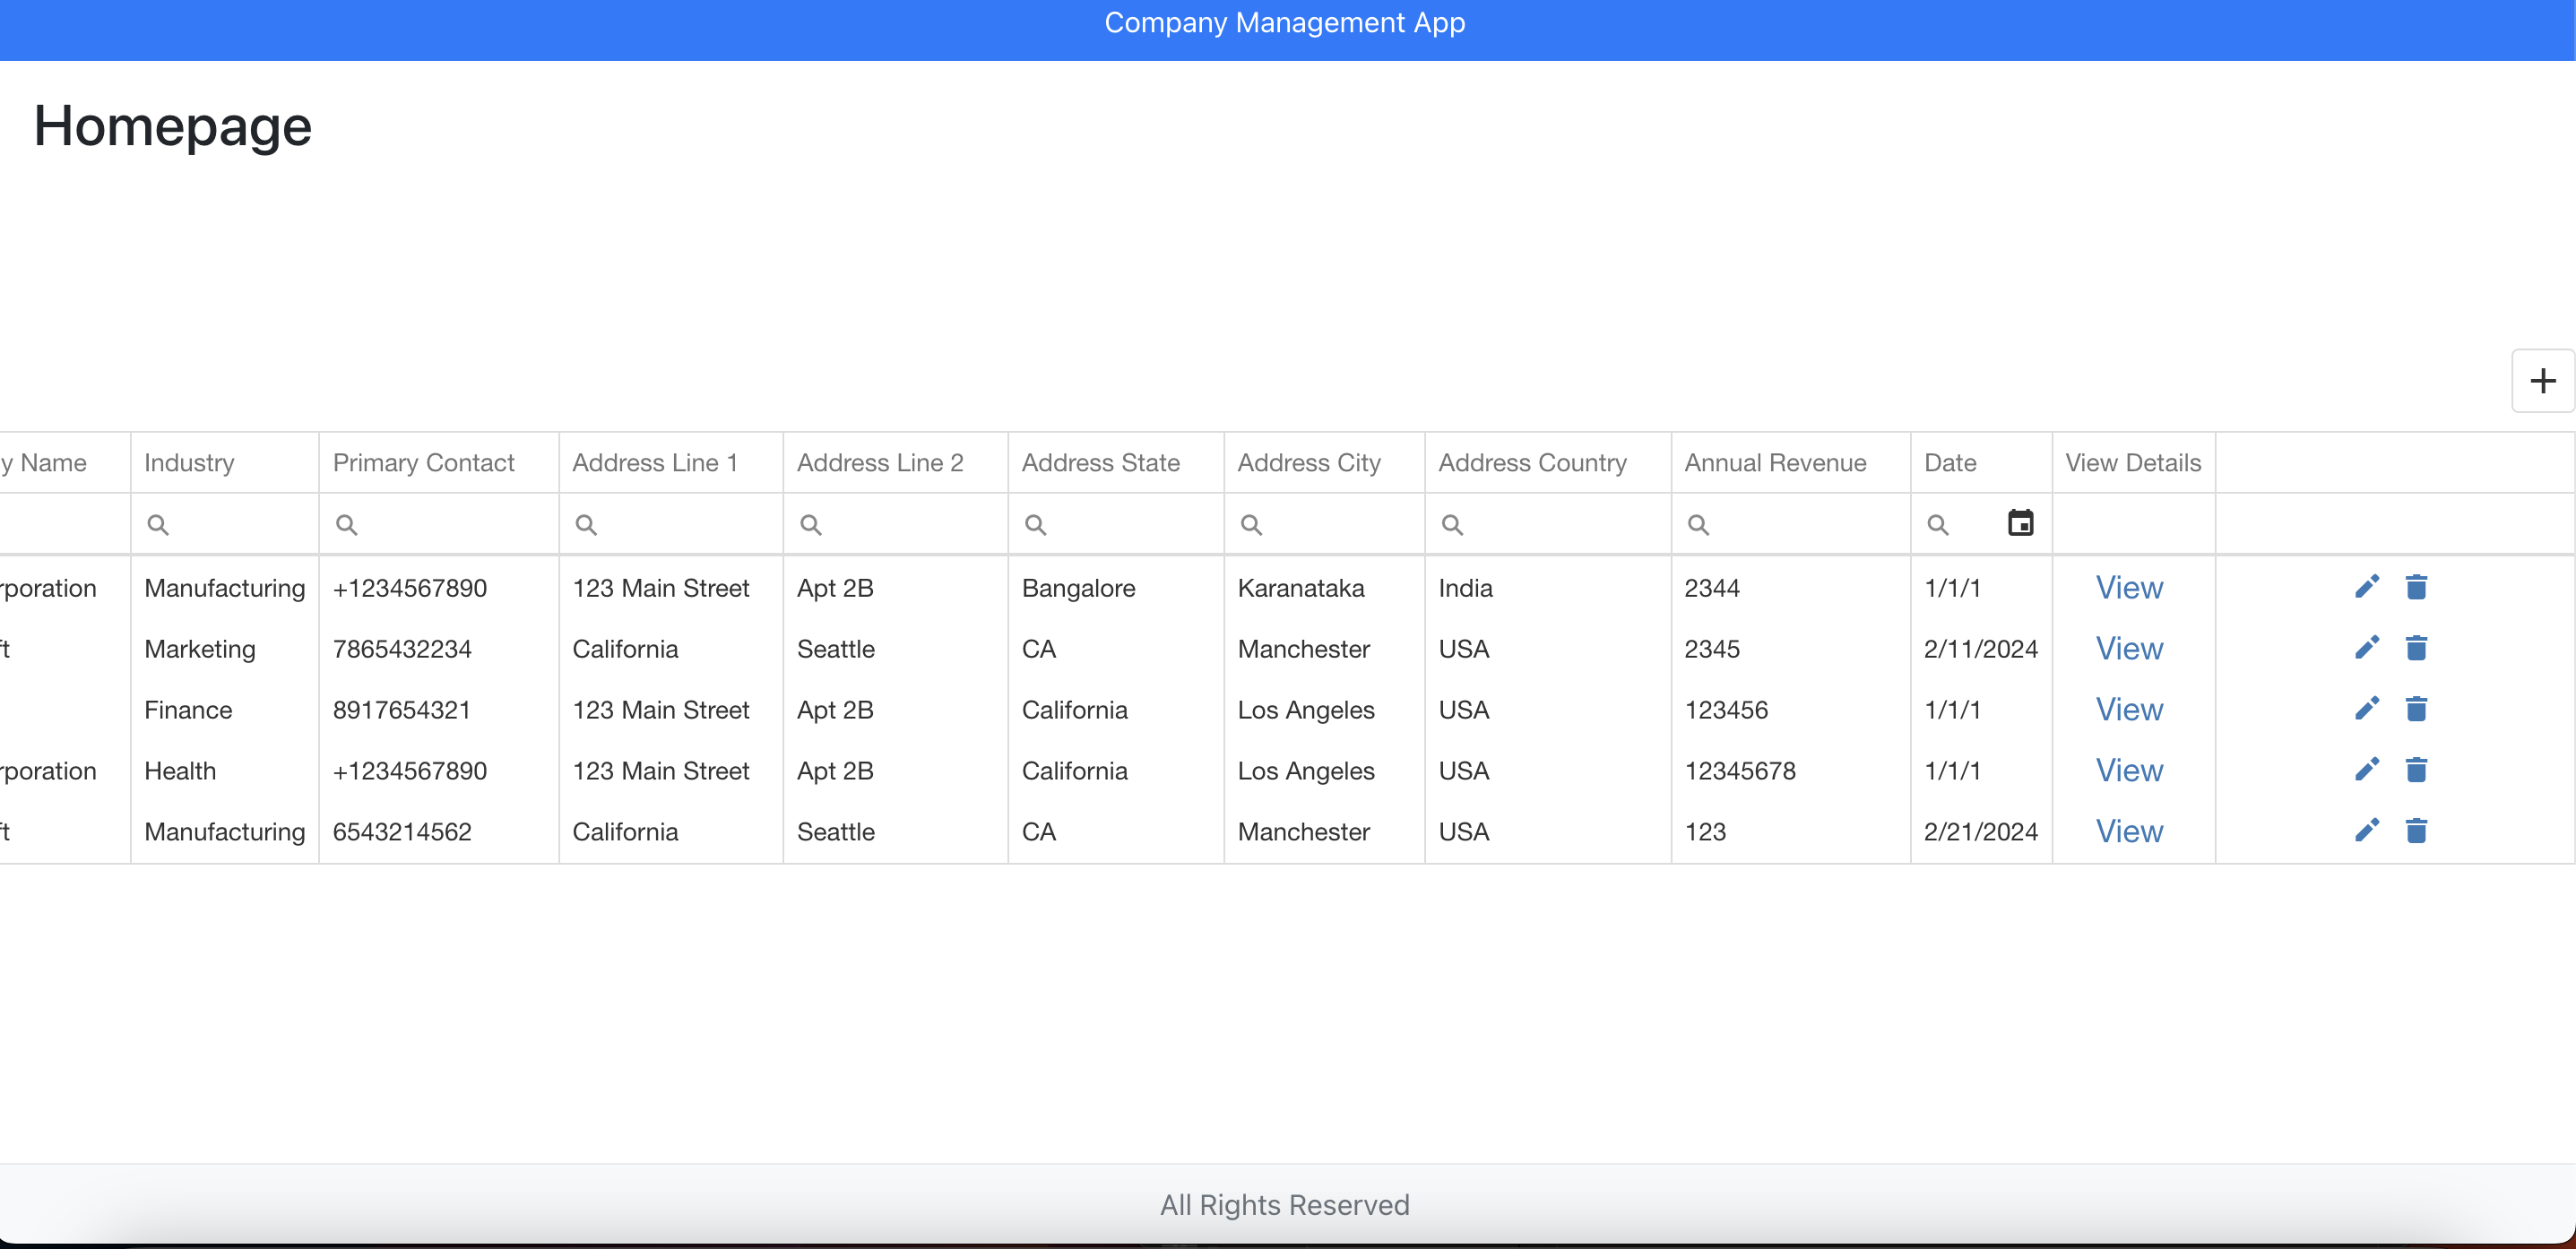 Company Management App
Homepage
y Name Industry Primary Contact Address Line 1 Address Line 2 Address State Address City Address Country Annual Revenue Date View Details
rporation Manufacturing +1234567890 123 Main Street Apt 2B Bangalore Karanataka India 2344 1/1/1 View
ft Marketing 7865432234 California Seattle CA Manchester USA 2345 2/11/2024 View
Finance 8917654321 123 Main Street Apt 2B California Los Angeles USA 123456 1/1/1 View
rporation Health +1234567890 123 Main Street Apt 2B California Los Angeles USA 12345678 1/1/1 View
ft Manufacturing 6543214562 California Seattle CA Manchester USA 123 2/21/2024 View
All Rights Reserved